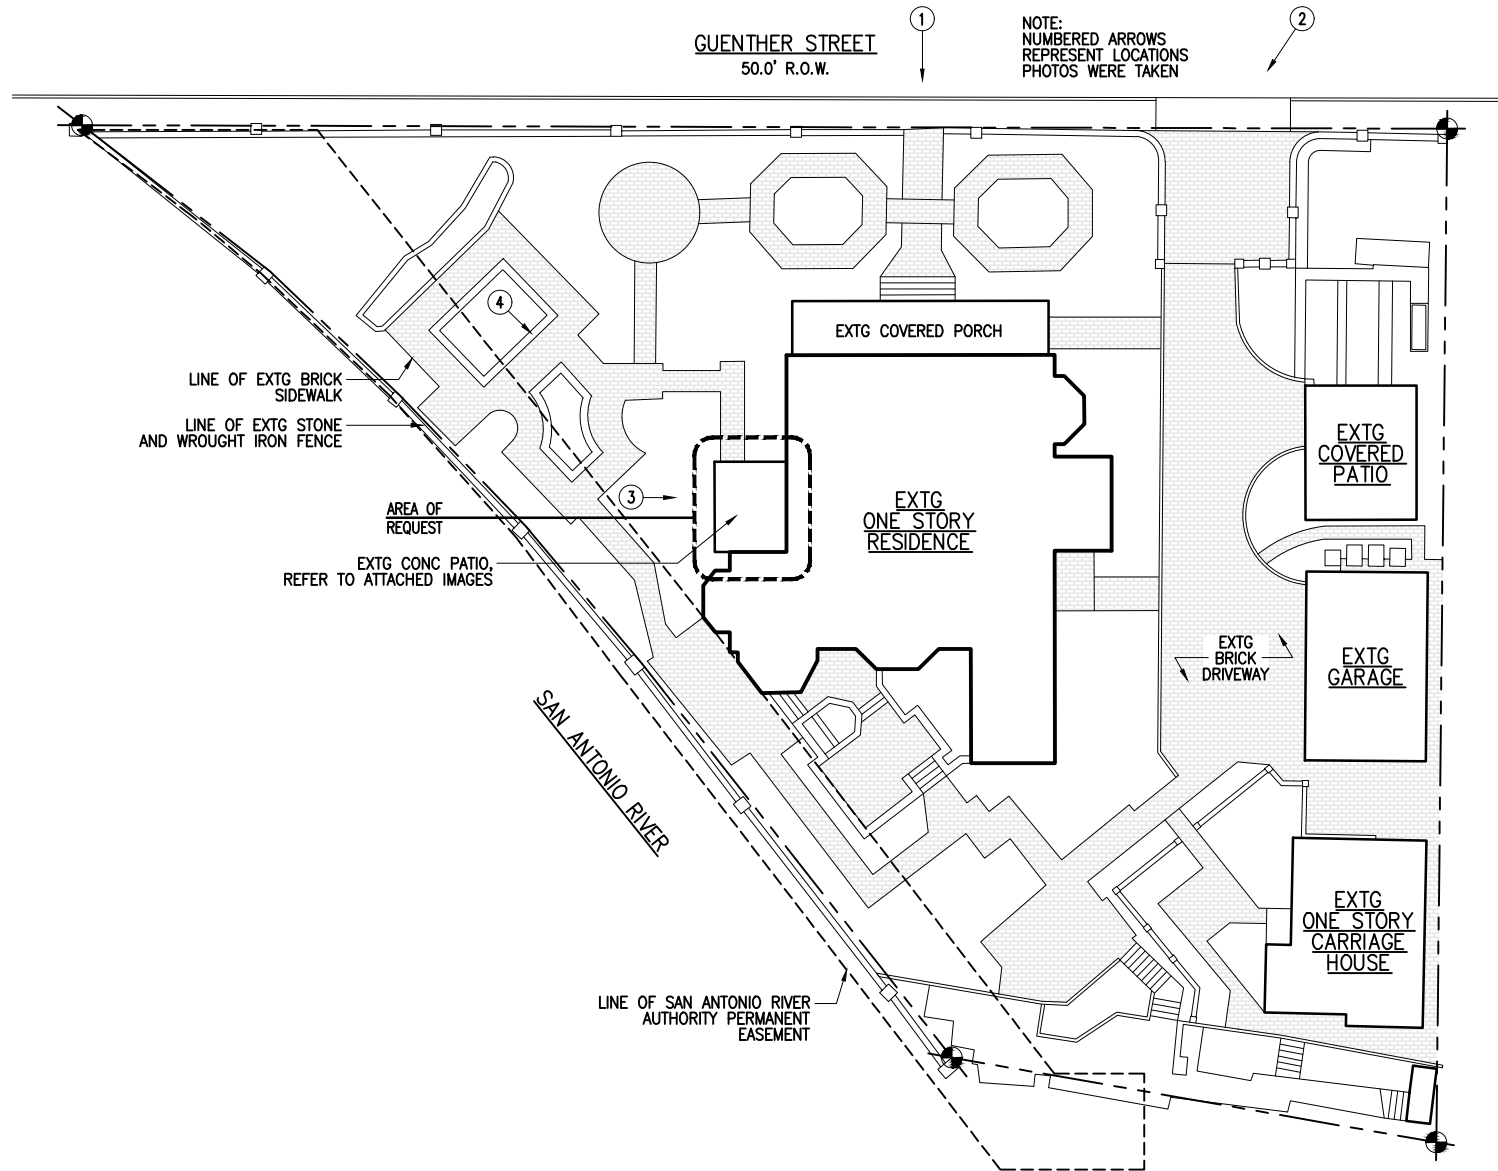 1
2
GUENTHER STREET
50.0' R.O.W.
NOTE:
NUMBERED ARROWS
REPRESENT LOCATIONS
PHOTOS WERE TAKEN
4
EXTG COVERED PORCH
LINE OF EXTG BRICK
SIDEWALK
LINE OF EXTG STONE
AND WROUGHT IRON FENCE
EXTG
COVERED
PATIO
3
AREA OF
REQUEST
EXTG
ONE STORY
RESIDENCE
EXTG CONC PATIO,
REFER TO ATTACHED IMAGES
EXTG
BRICK
DRIVEWAY
EXTG
GARAGE
SAN ANTONIO RIVER
EXTG
ONE STORY
CARRIAGE
HOUSE
LINE OF SAN ANTONIO RIVER
AUTHORITY PERMANENT
EASEMENT